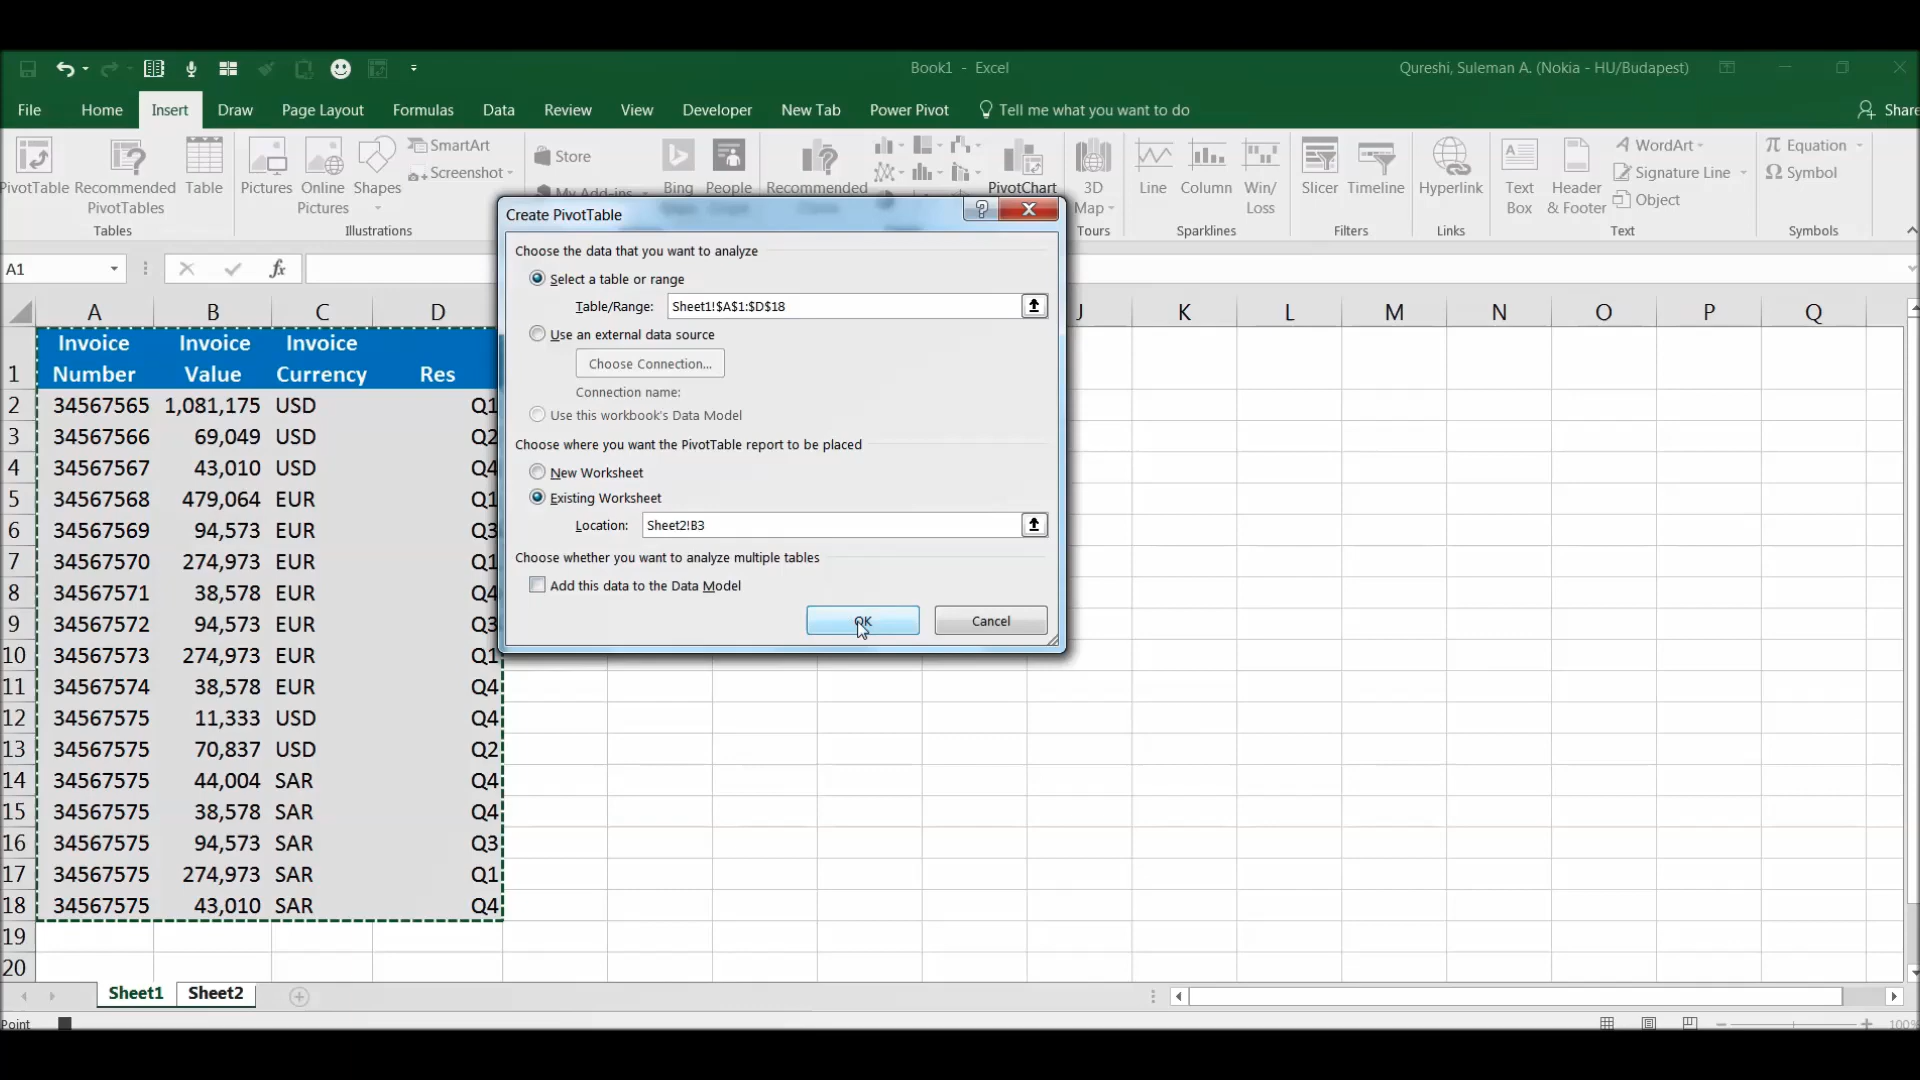 Book1 - Excel
Qureshi, Suleman A. (Nokia - HU/Budapest)
File Home Insert Draw Page Layout Formulas Data Review View Developer New Tab Power Pivot Tell me what you want to do Share
PivotTable
Recommended PivotTables
Table
Tables
Pictures
Online Pictures
Shapes
SmartArt
Screenshot
Illustrations
Store
My Add-ins
Bing
People
Recommended
PivotChart
3D Map
Tours
Line
Column
Win/ Loss
Sparklines
Slicer
Timeline
Filters
Hyperlink
Links
Text Box
Header & Footer
WordArt
Signature Line
Object
Text
Equation
Symbol
Symbols
A1
fx
Create PivotTable
Choose the data that you want to analyze
Select a table or range
Table/Range: Sheet1!$A$1:$D$18
Use an external data source
Choose Connection...
Connection name:
Use this workbook's Data Model
Choose where you want the PivotTable report to be placed
New Worksheet
Existing Worksheet
Location: Sheet2!B3
Choose whether you want to analyze multiple tables
Add this data to the Data Model
OK Cancel
A B C D J K L M N O P Q
1 Invoice Number Invoice Value Invoice Currency Res
2 34567565 1,081,175 USD Q1
3 34567566 69,049 USD Q2
4 34567567 43,010 USD Q4
5 34567568 479,064 EUR Q1
6 34567569 94,573 EUR Q3
7 34567570 274,973 EUR Q1
8 34567571 38,578 EUR Q4
9 34567572 94,573 EUR Q3
10 34567573 274,973 EUR Q1
11 34567574 38,578 EUR Q4
12 34567575 11,333 USD Q4
13 34567575 70,837 USD Q2
14 34567575 44,004 SAR Q4
15 34567575 38,578 SAR Q4
16 34567575 94,573 SAR Q3
17 34567575 274,973 SAR Q1
18 34567575 43,010 SAR Q4
19
20
Sheet1 Sheet2
Point
100%